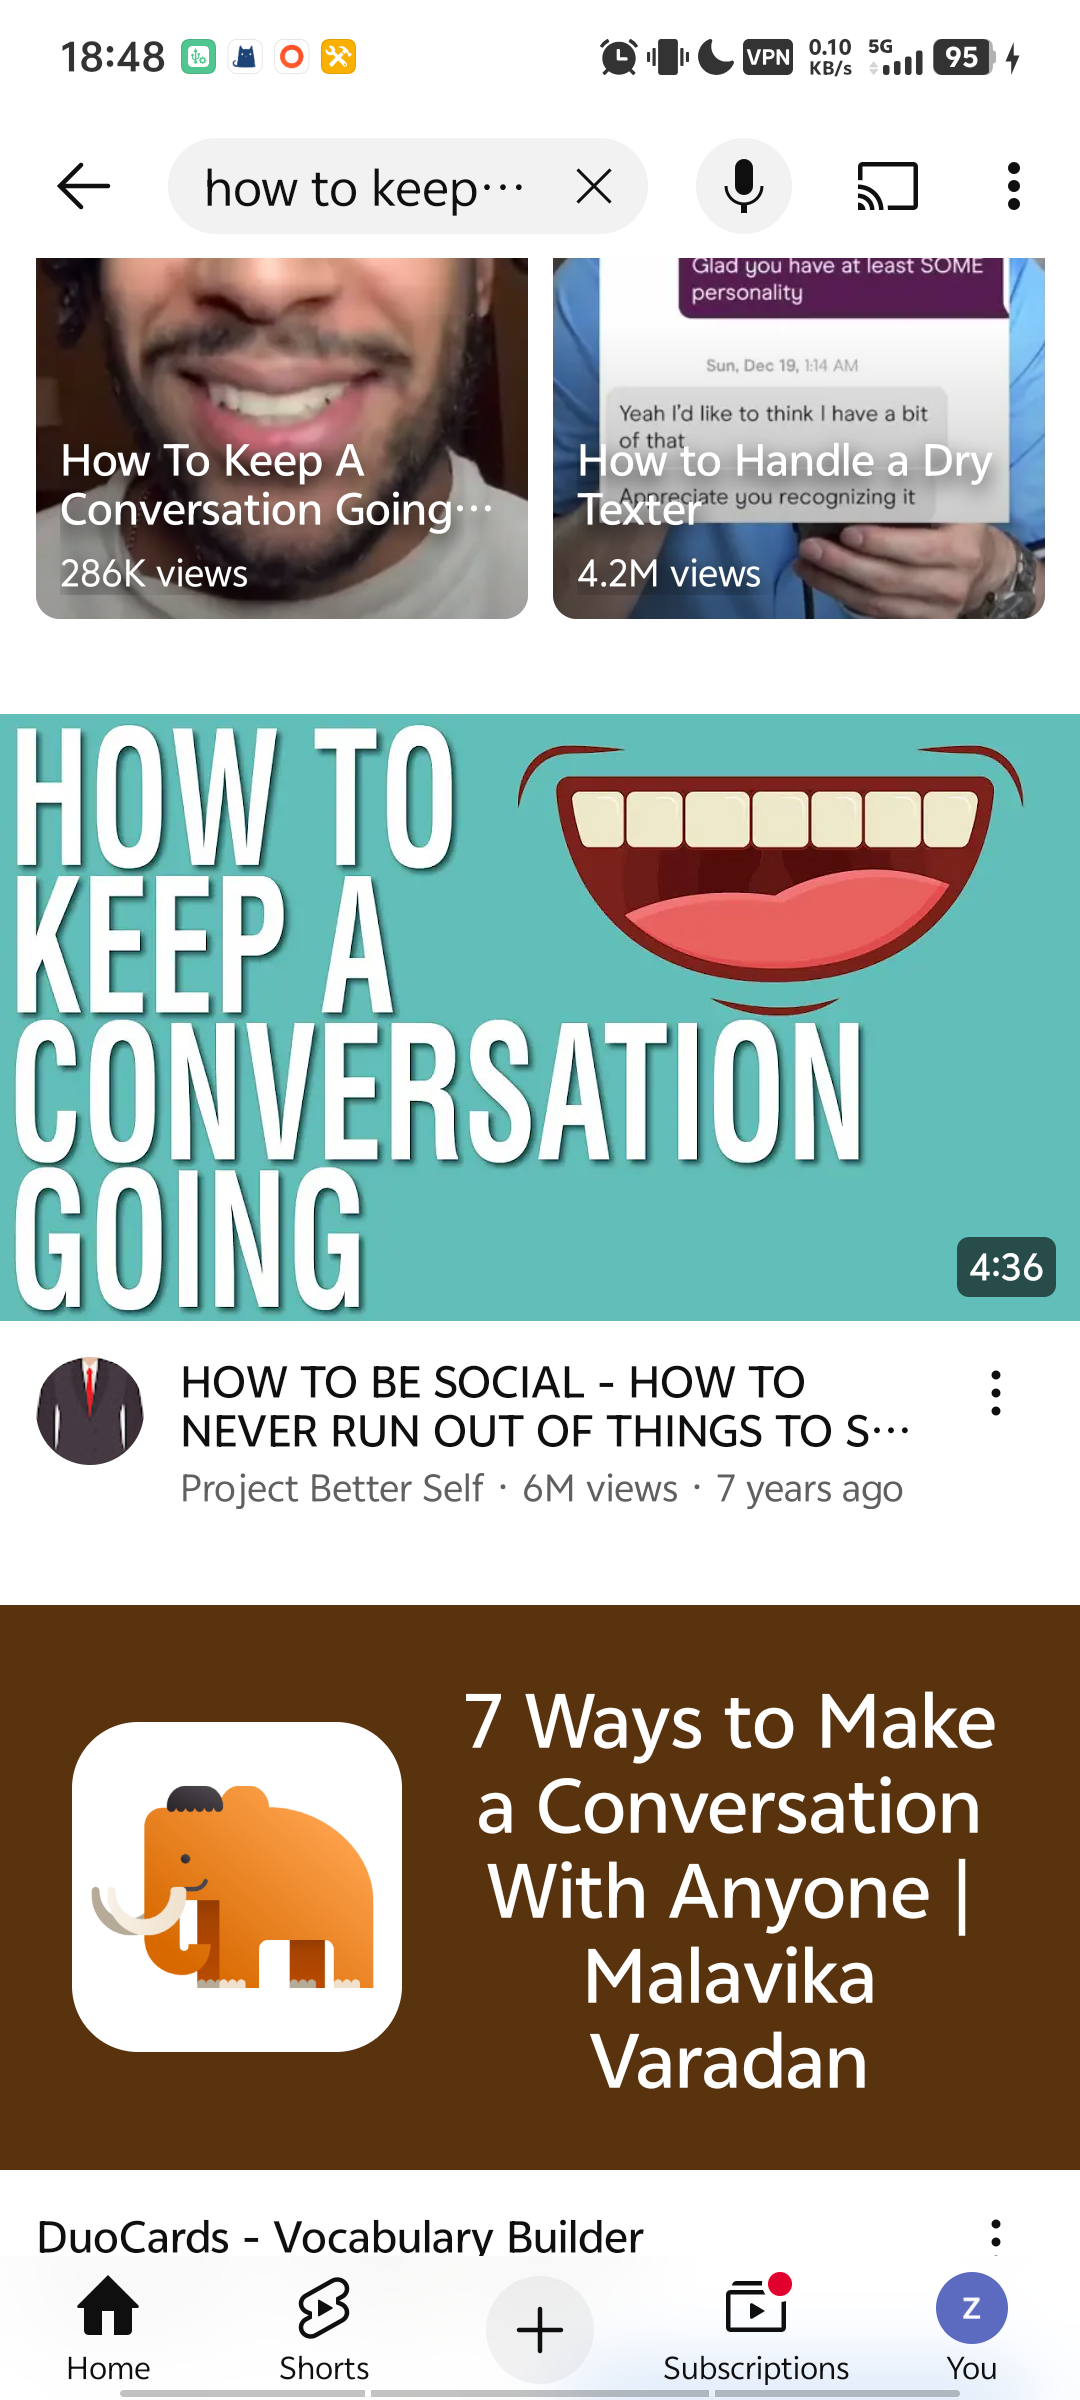 18:48
VPN
0.10 KB/s
5G
95
how to keep…
Glad you have at least SOME
personality
Sun, Dec 19, 1:14 AM
Yeah I'd like to think I have a bit
of that
Appreciate you recognizing it
How To Keep A
Conversation Going…
286K views
How to Handle a Dry
Texter
4.2M views
HOW TO
KEEP A
CONVERSATION
GOING
4:36
HOW TO BE SOCIAL - HOW TO
NEVER RUN OUT OF THINGS TO S…
Project Better Self · 6M views · 7 years ago
7 Ways to Make
a Conversation
With Anyone |
Malavika
Varadan
DuoCards - Vocabulary Builder
Home
Shorts
Subscriptions
Z
You